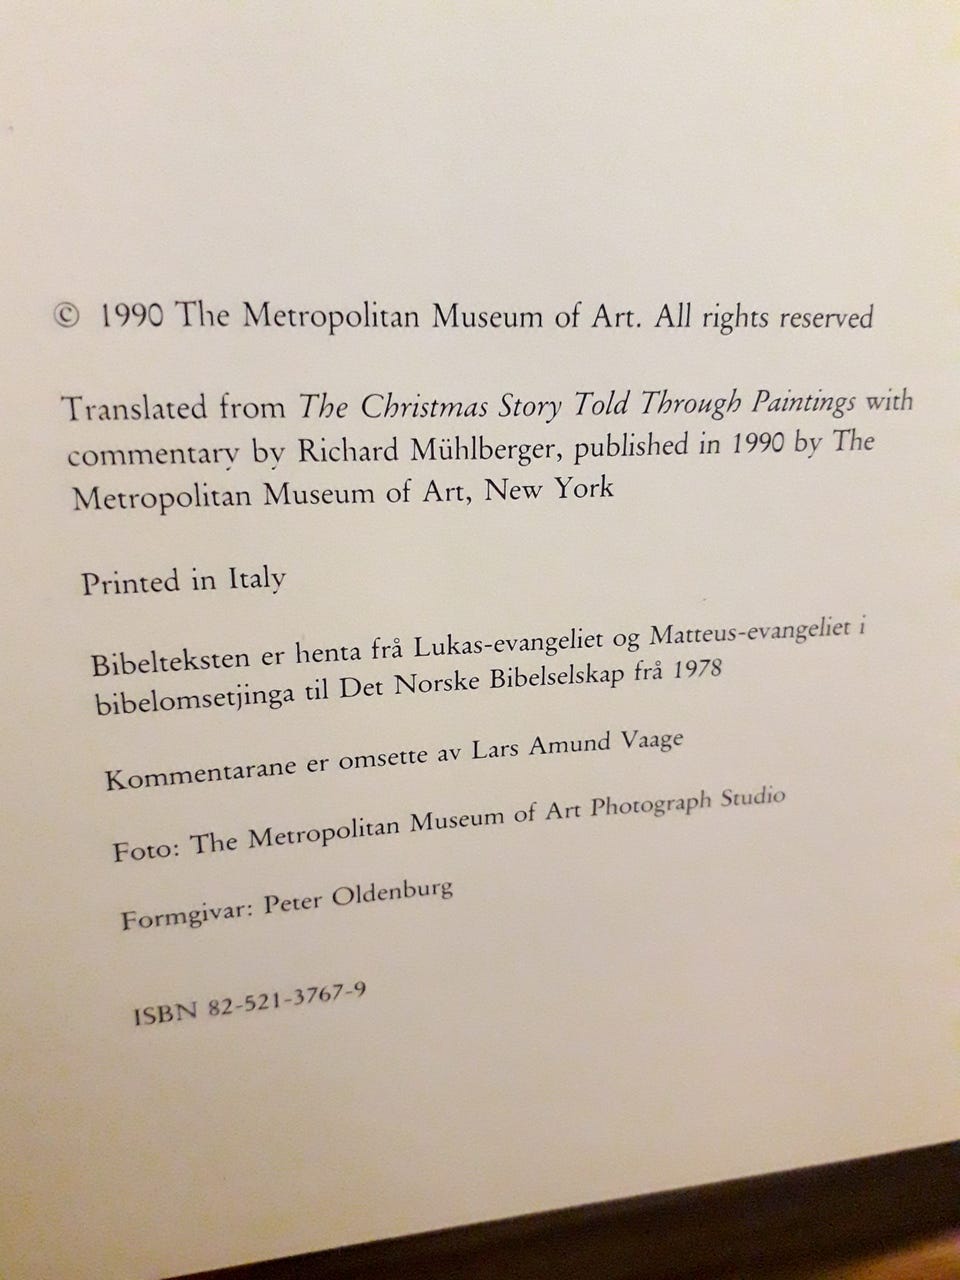 © 1990 The Metropolitan Museum of Art. All rights reserved
Translated from The Christmas Story Told Through Paintings with
commentary by Richard Mühlberger, published in 1990 by The
Metropolitan Museum of Art, New York
Printed in Italy
Bibelteksten er henta frå Lukas-evangeliet og Matteus-evangeliet i
bibelomsetjinga til Det Norske Bibelselskap frå 1978
Kommentarane er omsette av Lars Amund Vaage
Foto: The Metropolitan Museum of Art Photograph Studio
Formgivar: Peter Oldenburg
ISBN 82-521-3767-9